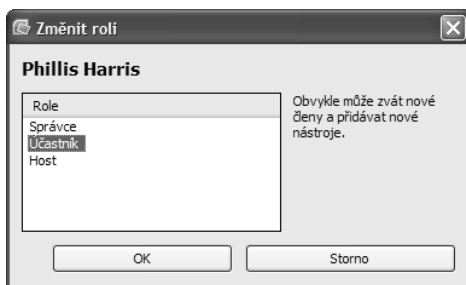 Změnit roli
Phillis Harris
Role
Správce
Účastník
Host
Obvykle může zvát nové
členy a přidávat nové
nástroje.
OK
Storno